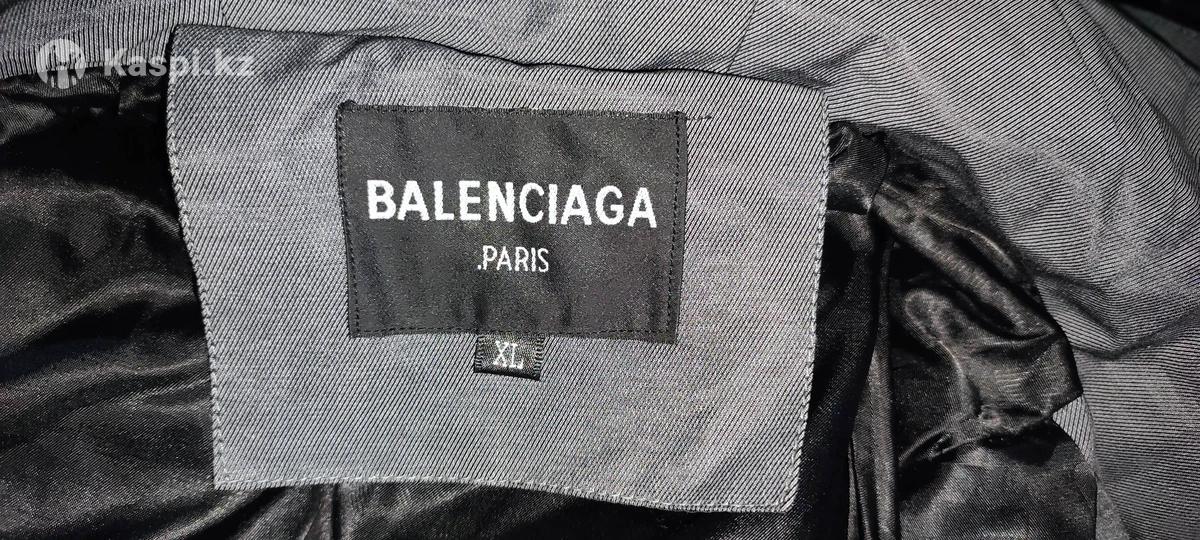 Kaspi.kz
BALENCIAGA
.PARIS
XL